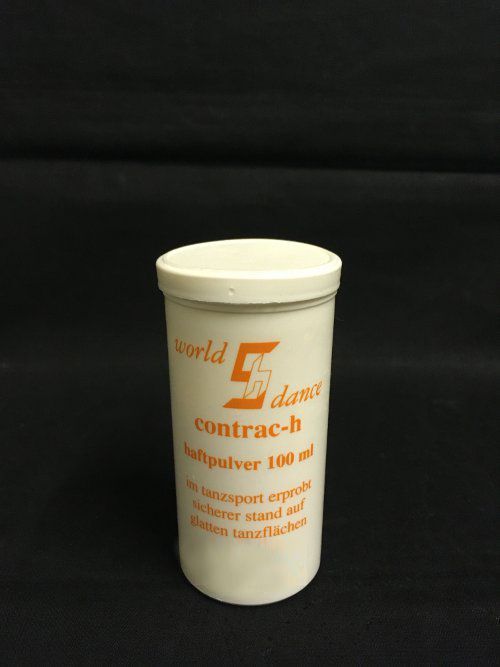 world
dance
contrac-h
haftpulver 100 ml
im tanzsport erprobt
sicherer stand auf
glatten tanzflächen